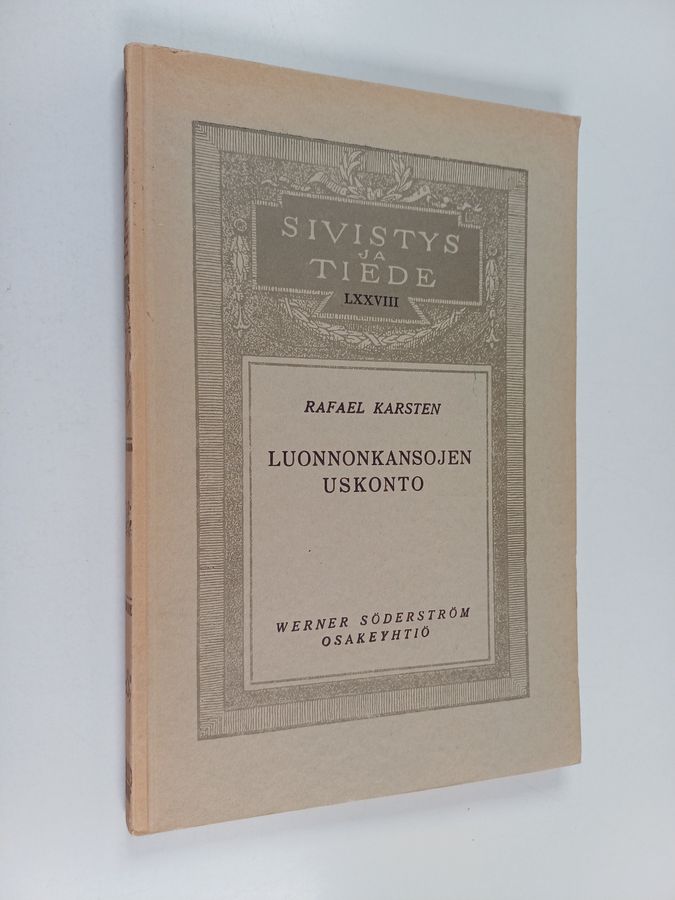 SIVISTYS
JA
TIEDE
LXXVIII
RAFAEL KARSTEN
LUONNONKANSOJEN
USKONTO
WERNER SÖDERSTRÖM
OSAKEYHTIÖ